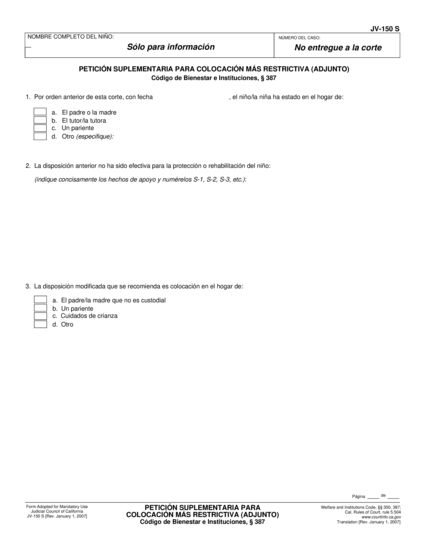 JV-150 S
NOMBRE COMPLETO DEL NIÑO:
NÚMERO DEL CASO:
Sólo para información
No entregue a la corte
PETICIÓN SUPLEMENTARIA PARA COLOCACIÓN MÁS RESTRICTIVA (ADJUNTO)
Código de Bienestar e Instituciones, § 387
1. Por orden anterior de esta corte, con fecha , el niño/la niña ha estado en el hogar de:
a. El padre o la madre
b. El tutor/la tutora
c. Un pariente
d. Otro (especifique):
2. La disposición anterior no ha sido efectiva para la protección o rehabilitación del niño:
(indique concisamente los hechos de apoyo y numérelos S-1, S-2, S-3, etc.):
3. La disposición modificada que se recomienda es colocación en el hogar de:
a. El padre/la madre que no es custodial
b. Un pariente
c. Cuidados de crianza
d. Otro
Página ____ de ____
Form Adopted for Mandatory Use
Judicial Council of California
JV-150 S [Rev. January 1, 2007]
PETICIÓN SUPLEMENTARIA PARA
COLOCACIÓN MÁS RESTRICTIVA (ADJUNTO)
Código de Bienestar e Instituciones, § 387
Welfare and Institutions Code, §§ 300, 387;
Cal. Rules of Court, rule 5.504
www.courtinfo.ca.gov
Translation [Rev. January 1, 2007]